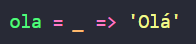 ola = _ => 'Olá'